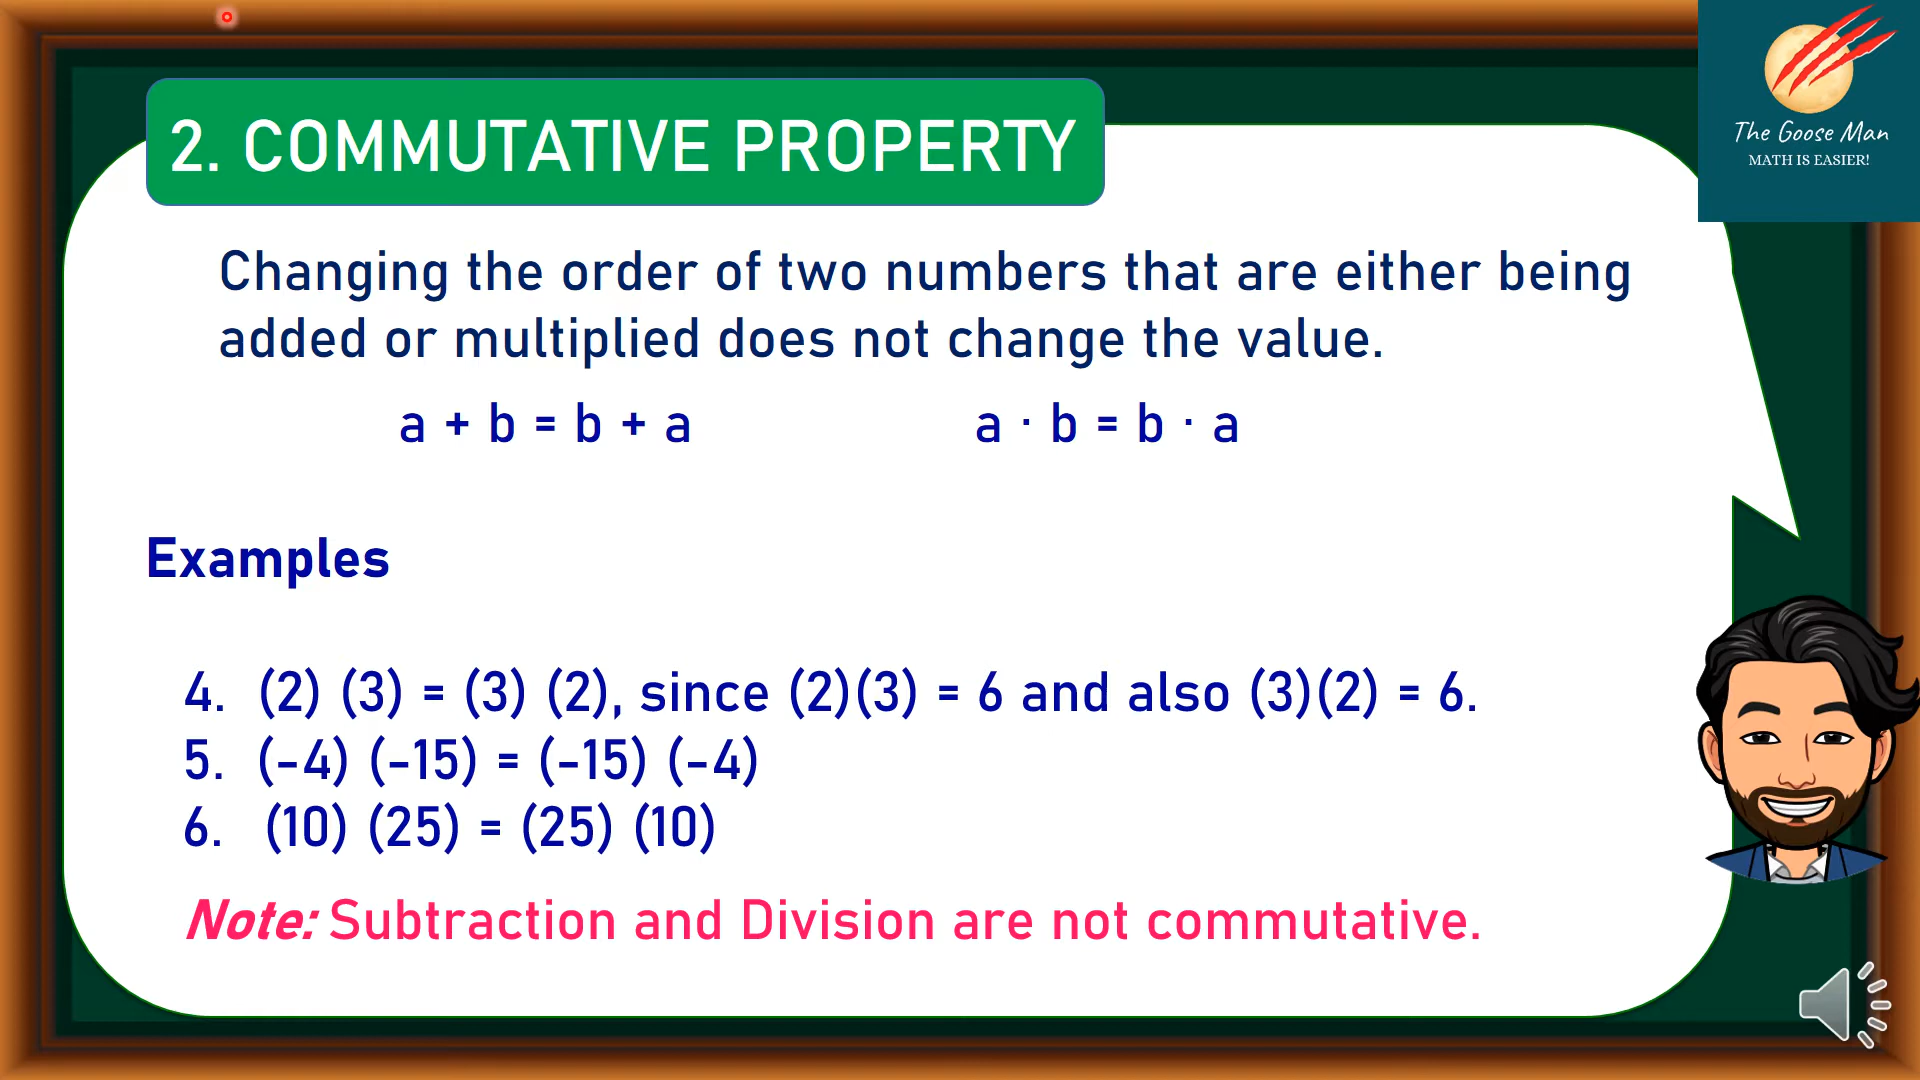 2. COMMUTATIVE PROPERTY
The Goose Man
MATH IS EASIER!
Changing the order of two numbers that are either being
added or multiplied does not change the value.
a + b = b + a a · b = b · a
Examples
4. (2) (3) = (3) (2), since (2)(3) = 6 and also (3)(2) = 6.
5. (-4) (-15) = (-15) (-4)
6. (10) (25) = (25) (10)
Note: Subtraction and Division are not commutative.